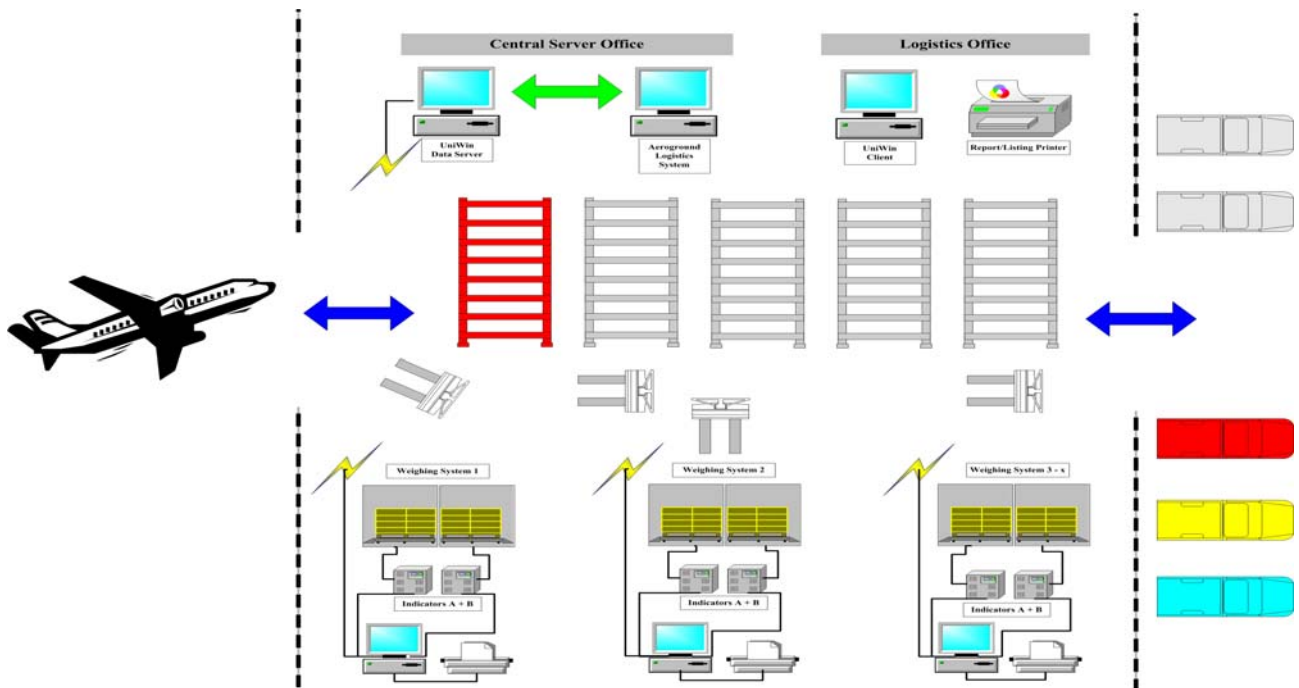 Central Server Office
Logistics Office
UniWin
Data Server
Aeroground
Logistics
System
UniWin
Client
Report/Listing Printer
Weighing System 1
Weighing System 2
Weighing System 3 - x
Indicators A + B
Indicators A + B
Indicators A + B